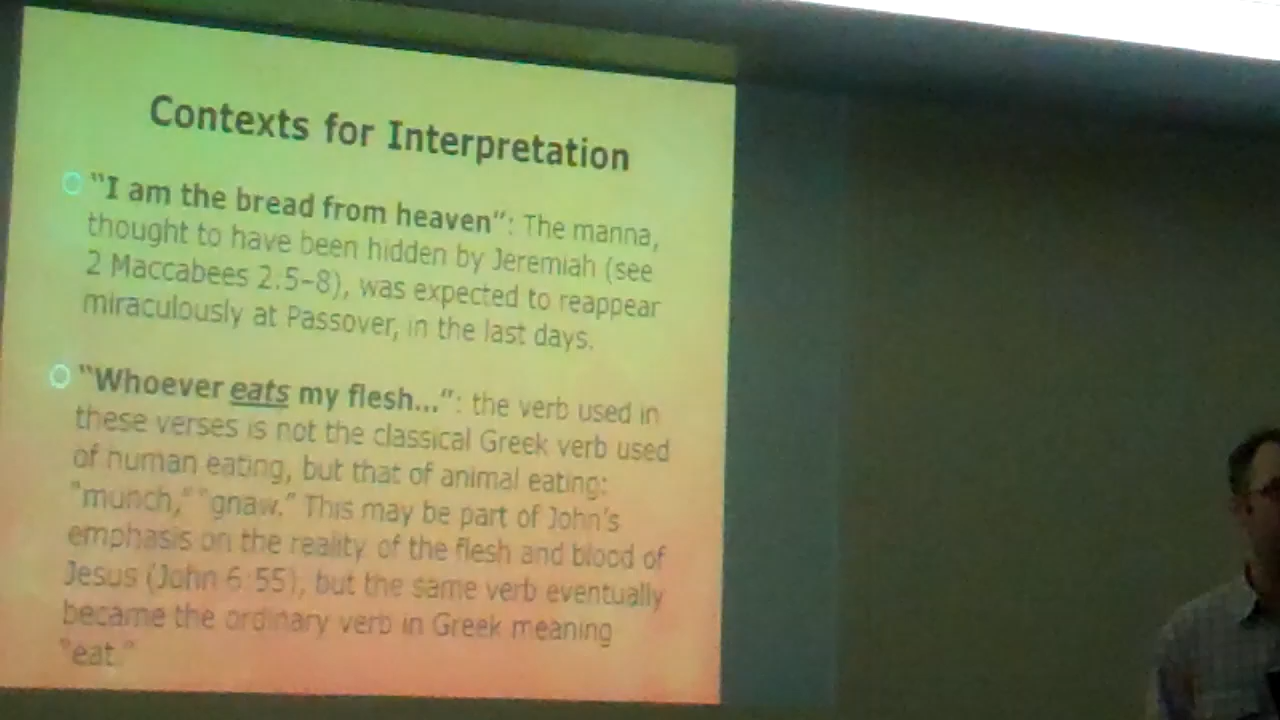 Contexts for Interpretation
"I am the bread from heaven": The manna,
thought to have been hidden by Jeremiah (see
2 Maccabees 2.5-8), was expected to reappear
miraculously at Passover, in the last days.
"Whoever eats my flesh...": the verb used in
these verses is not the classical Greek verb used
of human eating, but that of animal eating:
"munch," "gnaw." This may be part of John's
emphasis on the reality of the flesh and blood of
Jesus (John 6:55), but the same verb eventually
became the ordinary verb in Greek meaning
"eat."